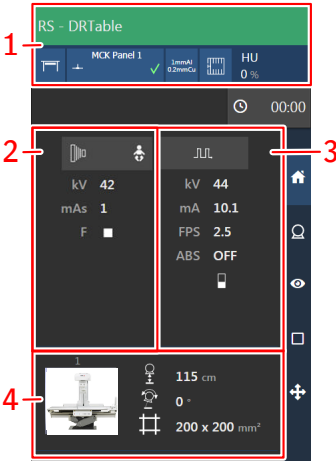 RS - DRTable
1
MCK Panel 1
1mmAl
0.2mmCu
HU
0 %
00:00
2
3
kV 42
mAs 1
F
kV 44
mA 10.1
FPS 2.5
ABS OFF
4
1
115 cm
0 °
200 x 200 mm²